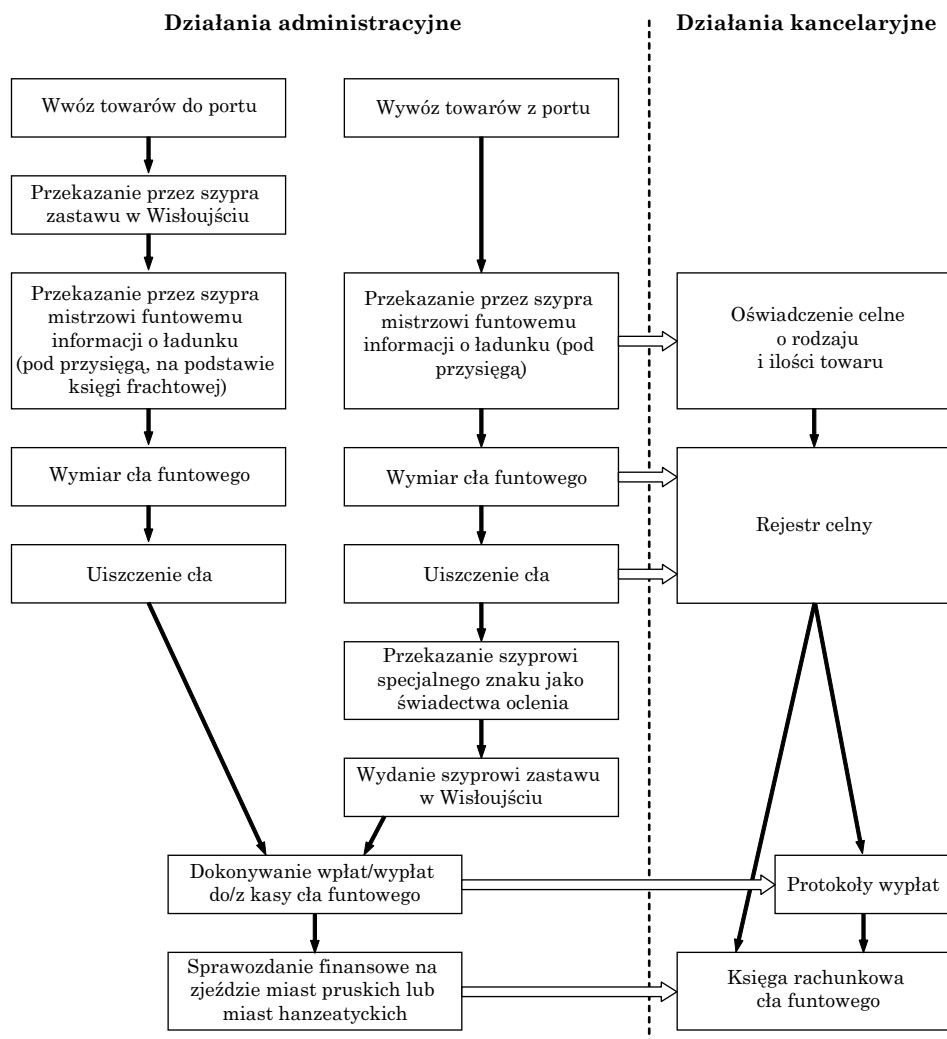 Działania administracyjne
Działania kancelaryjne
Wwóz towarów do portu
Wywóz towarów z portu
Przekazanie przez szypra
zastawu w Wisłoujściu
Przekazanie przez szypra
mistrzowi funtowemu
informacji o ładunku
(pod przysięgą, na podstawie
księgi frachtowej)
Przekazanie przez szypra
mistrzowi funtowemu
informacji o ładunku (pod
przysięgą)
Oświadczenie celne
o rodzaju
i ilości towaru
Wymiar cła funtowego
Wymiar cła funtowego
Rejestr celny
Uiszczenie cła
Uiszczenie cła
Przekazanie szyprowi
specjalnego znaku jako
świadectwa oclenia
Wydanie szyprowi zastawu
w Wisłoujściu
Dokonywanie wpłat/wypłat
do/z kasy cła funtowego
Protokoły wypłat
Sprawozdanie finansowe na
zjeździe miast pruskich lub
miast hanzeatyckich
Księga rachunkowa
cła funtowego